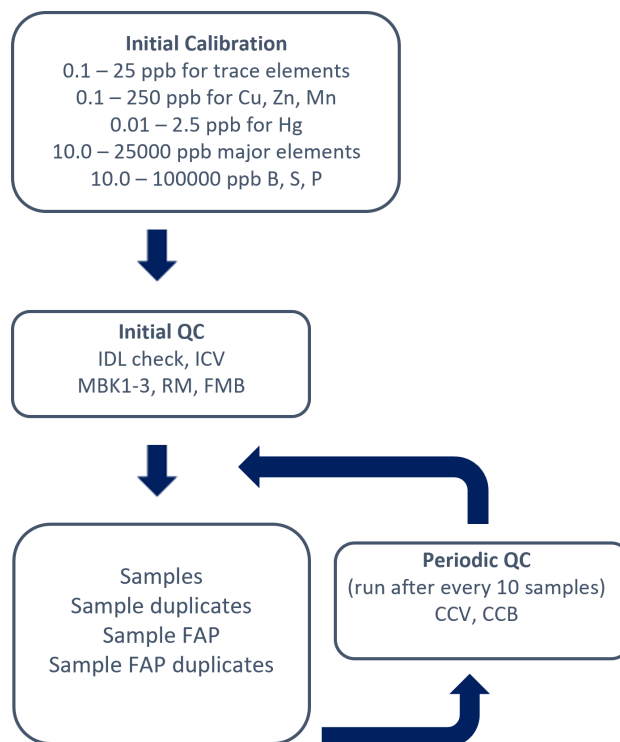 Initial Calibration
0.1 – 25 ppb for trace elements
0.1 – 250 ppb for Cu, Zn, Mn
0.01 – 2.5 ppb for Hg
10.0 – 25000 ppb major elements
10.0 – 100000 ppb B, S, P
Initial QC
IDL check, ICV
MBK1-3, RM, FMB
Samples
Sample duplicates
Sample FAP
Sample FAP duplicates
Periodic QC
(run after every 10 samples)
CCV, CCB